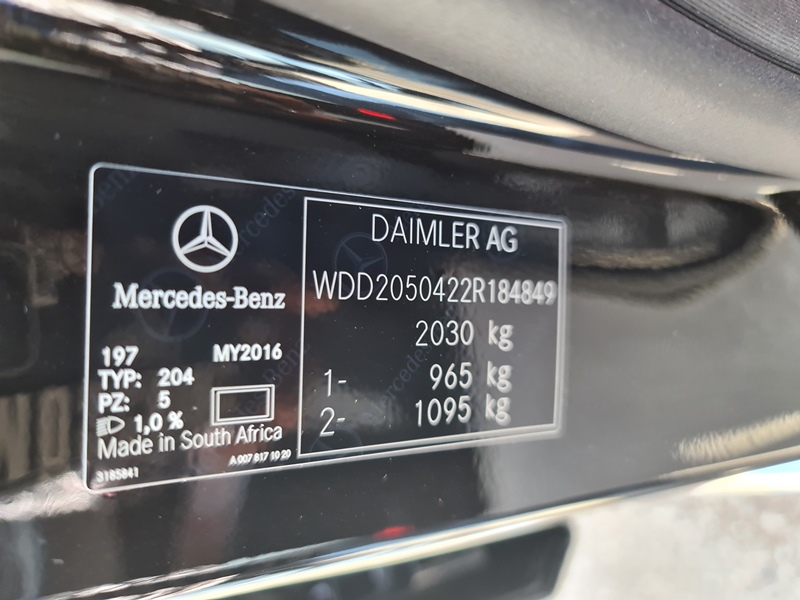 Mercedes-Benz
197 MY2016
TYP: 204
PZ: 5
1,0 %
Made in South Africa
3185841 A 007 817 10 20
DAIMLER AG
WDD2050422R184849
2030 kg
1- 965 kg
2- 1095 kg